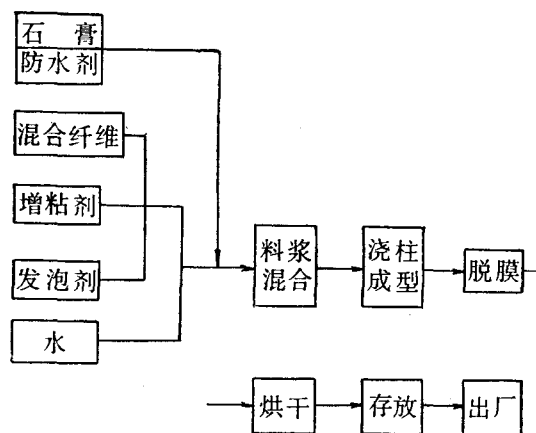 石膏
防水剂
混合纤维
增粘剂
发泡剂
水
料浆
混合
浇柱
成型
脱膜
烘干
存放
出厂